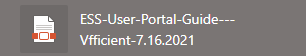 ESS-User-Portal-Guide---
Vfficient-7.16.2021